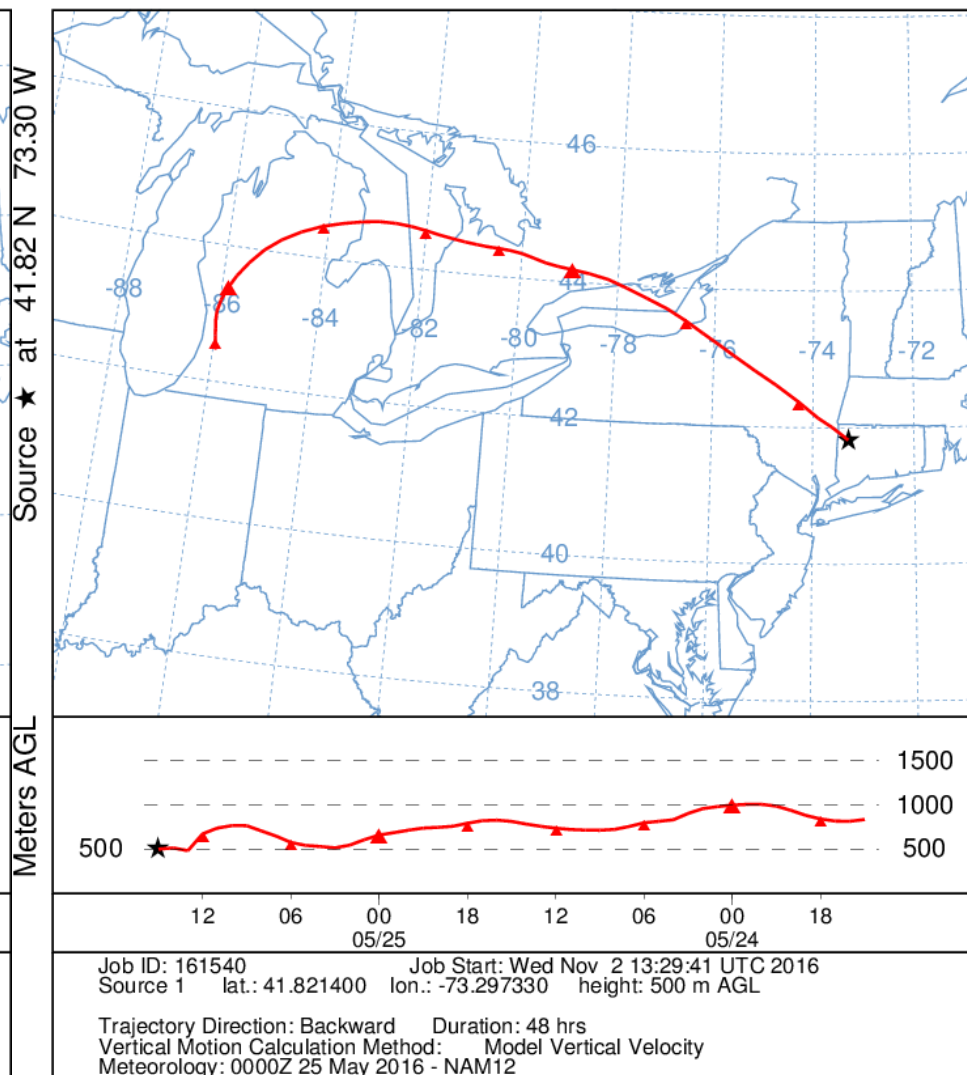 Source ★ at 41.82 N 73.30 W
46
-88
-86
-84
-82
-80
-78
-76
-74
-72
44
42
40
38
Meters AGL
1500
1000
500
500
12 06 00 18 12 06 00 18
05/25 05/24
Job ID: 161540 Job Start: Wed Nov 2 13:29:41 UTC 2016
Source 1 lat.: 41.821400 lon.: -73.297330 height: 500 m AGL
Trajectory Direction: Backward Duration: 48 hrs
Vertical Motion Calculation Method: Model Vertical Velocity
Meteorology: 0000Z 25 May 2016 - NAM12